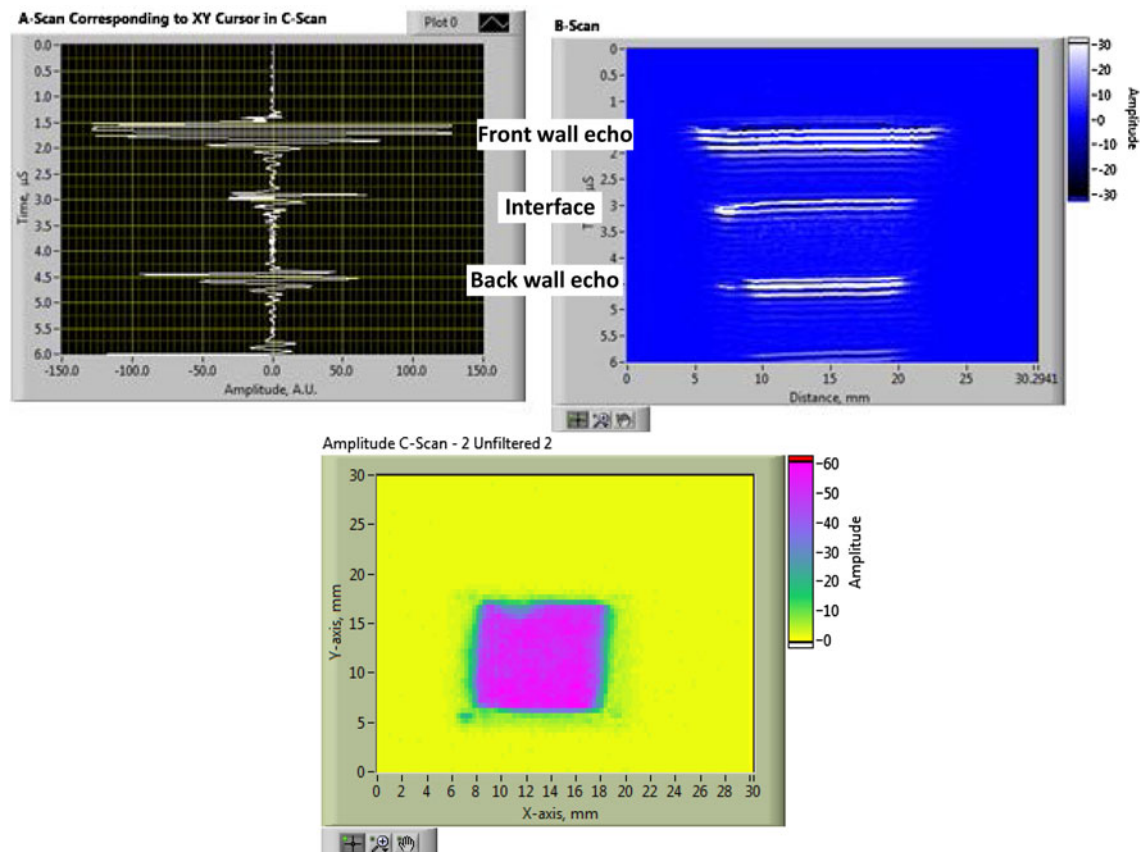 A-Scan Corresponding to XY Cursor in C-Scan
Plot 0
0.0
0.5
1.0
1.5
2.0
2.5
3.0
3.5
4.0
4.5
5.0
5.5
6.0
Time, µS
-150.0 -100.0 -50.0 0.0 50.0 100.0 150.0
Amplitude, A.U.
Front wall echo
Interface
Back wall echo
B-Scan
0
0.5
1
2
2.5
3
3.5
4
5
5.5
6
µS
0 5 10 15 20 25 30.2941
Distance, mm
30
20
10
0
-10
-20
-30
Amplitude
Amplitude C-Scan - 2 Unfiltered 2
30
25
20
15
10
5
0
Y-axis, mm
0 2 4 6 8 10 12 14 16 18 20 22 24 26 28 30
X-axis, mm
60
50
40
30
20
10
0
Amplitude